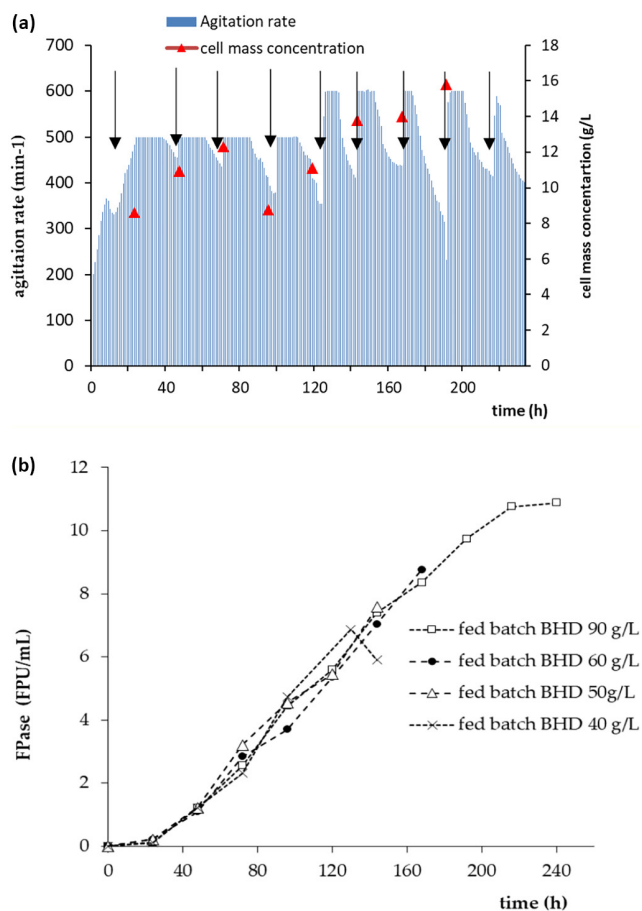 (a)
Agitation rate
cell mass concentration
700
600
500
400
300
200
100
0
agittaion rate (min-1)
18
16
14
12
10
8
6
4
2
0
cell mass concentartion (g/L
0 40 80 120 160 200
time (h)
(b)
12
10
8
6
4
2
0
FPase (FPU/mL)
fed batch BHD 90 g/L
fed batch BHD 60 g/L
fed batch BHD 50g/L
fed batch BHD 40 g/L
0 40 80 120 160 200 240
time (h)